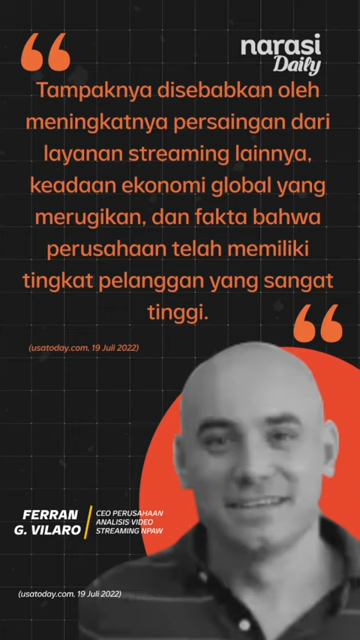 narasi
Daily
Tampaknya disebabkan oleh
meningkatnya persaingan dari
layanan streaming lainnya,
keadaan ekonomi global yang
merugikan, dan fakta bahwa
perusahaan telah memiliki
tingkat pelanggan yang sangat
tinggi.
(usatoday.com. 19 Juli 2022)
FERRAN
G. VILARO
CEO PERUSAHAAN
ANALISIS VIDEO
STREAMING NPAW
(usatoday.com. 19 Juli 2022)